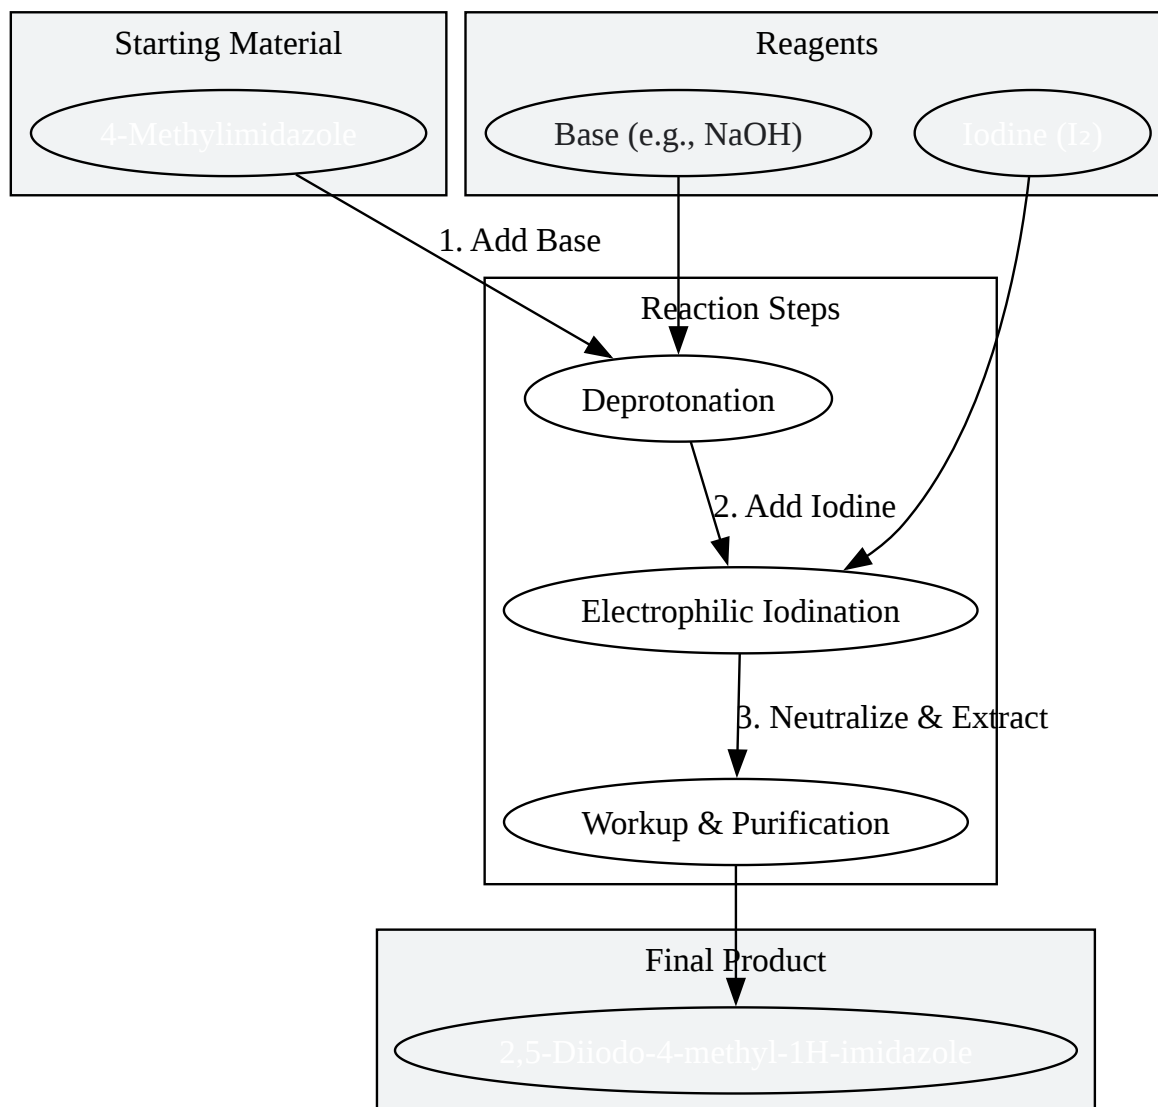 Starting Material
Reagents
4-Methylimidazole
Base (e.g., NaOH)
Iodine (I₂)
1. Add Base
Reaction Steps
Deprotonation
2. Add Iodine
Electrophilic Iodination
3. Neutralize & Extract
Workup & Purification
Final Product
2,5-Diiodo-4-methyl-1H-imidazole